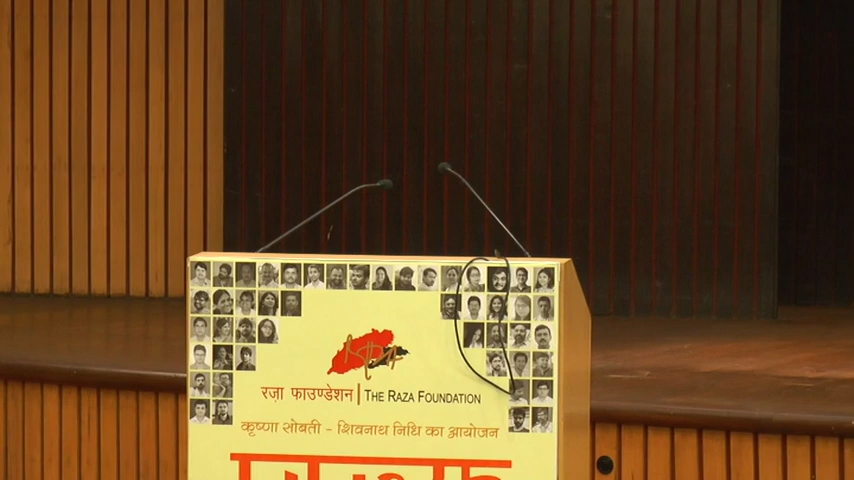 रज़ा फाउण्डेशन | THE RAZA FOUNDATION
कृष्णा सोबती - शिवनाथ निधि का आयोजन